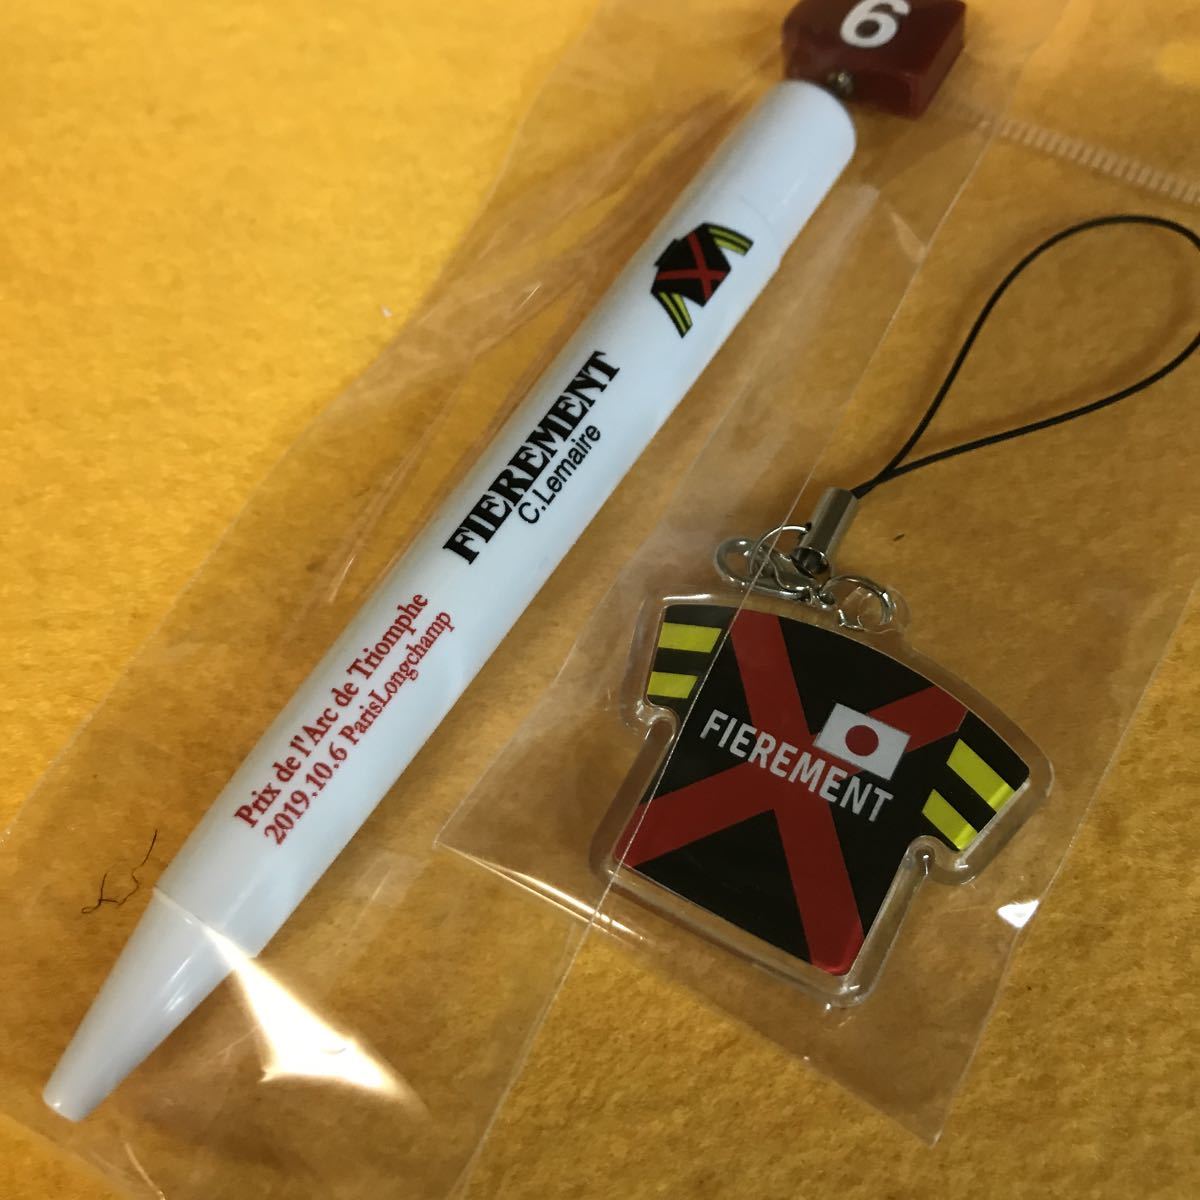 6
FIEREMENT
C.Lemaire
Prix de l'Arc de Triomphe
2019.10.6 ParisLongchamp
FIEREMENT